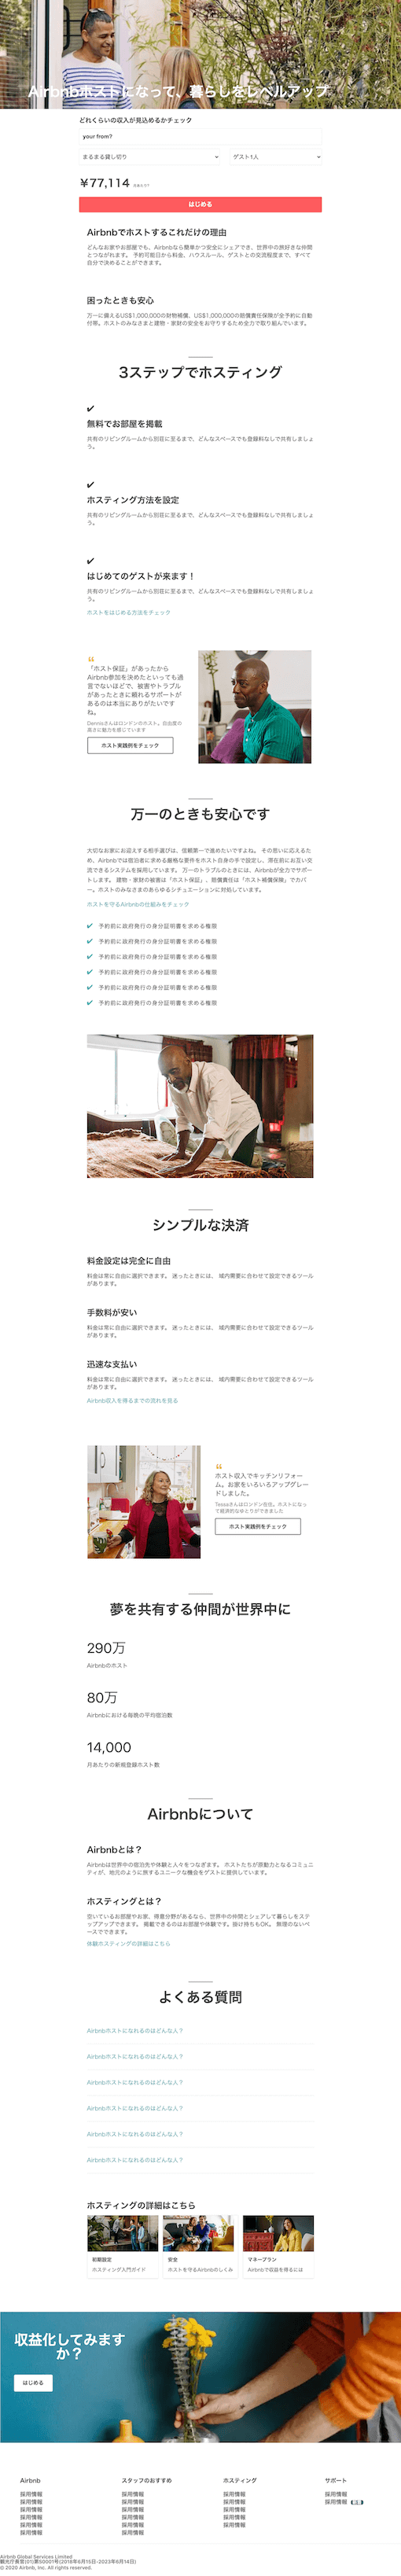 Airbnbホストになって、暮らしをレベルアップ
どれくらいの収入が見込めるかチェック
your from?
まるまる貸し切り
ゲスト1人
¥77,114
はじめる
Airbnbでホストするこれだけの理由
どんなお家やお部屋でも、Airbnbなら簡単かつ安全にシェアでき、世界中の旅好きな仲間
とつながれます。 予約可能日から料金、ハウスルール、ゲストとの交流程度まで、すべて
自分で決めることができます。
困ったときも安心
万一に備えるUS$1,000,000の財物補償、US$1,000,000の賠償責任保険が全予約に自動
付帯。ホストのみなさまと建物・家財の安全をお守りするため全力で取り組んでいます。
3ステップでホスティング
✔
無料でお部屋を掲載
共有のリビングルームから別荘に至るまで、どんなスペースでも登録料なしで共有しましょ
う。
✔
ホスティング方法を設定
共有のリビングルームから別荘に至るまで、どんなスペースでも登録料なしで共有しましょ
う。
✔
はじめてのゲストが来ます！
共有のリビングルームから別荘に至るまで、どんなスペースでも登録料なしで共有しましょ
う。
ホストをはじめる方法をチェック
“
「ホスト保証」があったから
Airbnb参加を決めたといっても過
言でないほどで、被害やトラブル
があったときに頼れるサポートが
あるのは本当にありがたいです
ね。
Dennisさんはロンドンのホスト。自由度の
高さに魅力を感じています
ホスト実践例をチェック
万一のときも安心です
大切なお家にお迎えする相手選びは、信頼第一で進めたいですよね。 その思いに応えるた
め、Airbnbでは宿泊者に求める厳格な要件をホスト自身の手で設定し、滞在前にお互い交
流できるシステムを採用しています。 万一のトラブルのときには、Airbnbが全力でサポー
トします。 建物・家財の被害は「ホスト保証」、賠償責任は「ホスト補償保険」でカバ
ー。ホストのみなさまのあらゆるシチュエーションに対処しています。
ホストを守るAirbnbの仕組みをチェック
✔ 予約前に政府発行の身分証明書を求める権限
✔ 予約前に政府発行の身分証明書を求める権限
✔ 予約前に政府発行の身分証明書を求める権限
✔ 予約前に政府発行の身分証明書を求める権限
✔ 予約前に政府発行の身分証明書を求める権限
✔ 予約前に政府発行の身分証明書を求める権限
シンプルな決済
料金設定は完全に自由
料金は常に自由に選択できます。 迷ったときには、 域内需要に合わせて設定できるツール
があります。
手数料が安い
料金は常に自由に選択できます。 迷ったときには、 域内需要に合わせて設定できるツール
があります。
迅速な支払い
料金は常に自由に選択できます。 迷ったときには、 域内需要に合わせて設定できるツール
があります。
Airbnb収入を得るまでの流れを見る
“
ホスト収入でキッチンリフォー
ム。お家をいろいろアップグレー
ドしました。
Tessaさんはロンドン在住。ホストになっ
て経済的なゆとりができました
ホスト実践例をチェック
夢を共有する仲間が世界中に
290万
Airbnbのホスト
80万
Airbnbにおける毎晩の平均宿泊数
14,000
月あたりの新規登録ホスト数
Airbnbについて
Airbnbとは？
Airbnbは世界中の宿泊先や体験と人々をつなぎます。 ホストたちが原動力となるコミュニ
ティが、地元のように旅するユニークな機会をゲストに提供しています。
ホスティングとは？
空いているお部屋やお家、得意分野があるなら、世界中の仲間とシェアして暮らしをステ
ップアップできます。 掲載できるのはお部屋や体験です。掛け持ちもOK。 無理のないペ
ースでできます。
体験ホスティングの詳細はこちら
よくある質問
Airbnbホストになれるのはどんな人？
Airbnbホストになれるのはどんな人？
Airbnbホストになれるのはどんな人？
Airbnbホストになれるのはどんな人？
Airbnbホストになれるのはどんな人？
Airbnbホストになれるのはどんな人？
ホスティングの詳細はこちら
初期設定
ホスティング入門ガイド
安全
ホストを守るAirbnbのしくみ
マネープラン
Airbnbで収益を得るには
収益化してみます
か？
はじめる
Airbnb
採用情報
採用情報
採用情報
採用情報
採用情報
採用情報
スタッフのおすすめ
採用情報
採用情報
採用情報
採用情報
採用情報
採用情報
ホスティング
採用情報
採用情報
採用情報
採用情報
採用情報
サポート
採用情報
採用情報
Airbnb Global Services Limited
観光庁長官(01)第S0001号(2018年6月15日-2023年6月14日)
© 2020 Airbnb, Inc. All rights reserved.